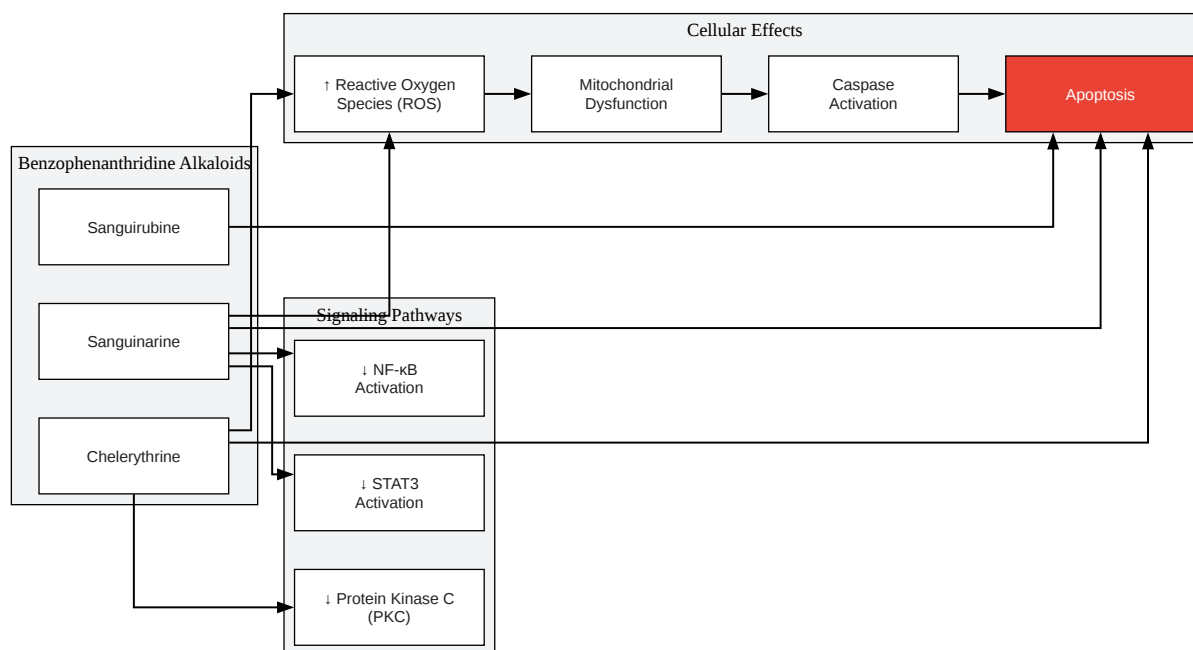 Cellular Effects
↑ Reactive Oxygen
Species (ROS)
Mitochondrial
Dysfunction
Caspase
Activation
Apoptosis
Benzophenanthridine Alkaloids
Sanguirubine
Sanguinarine
Chelerythrine
Signaling Pathways
↓ NF-κB
Activation
↓ STAT3
Activation
↓ Protein Kinase C
(PKC)